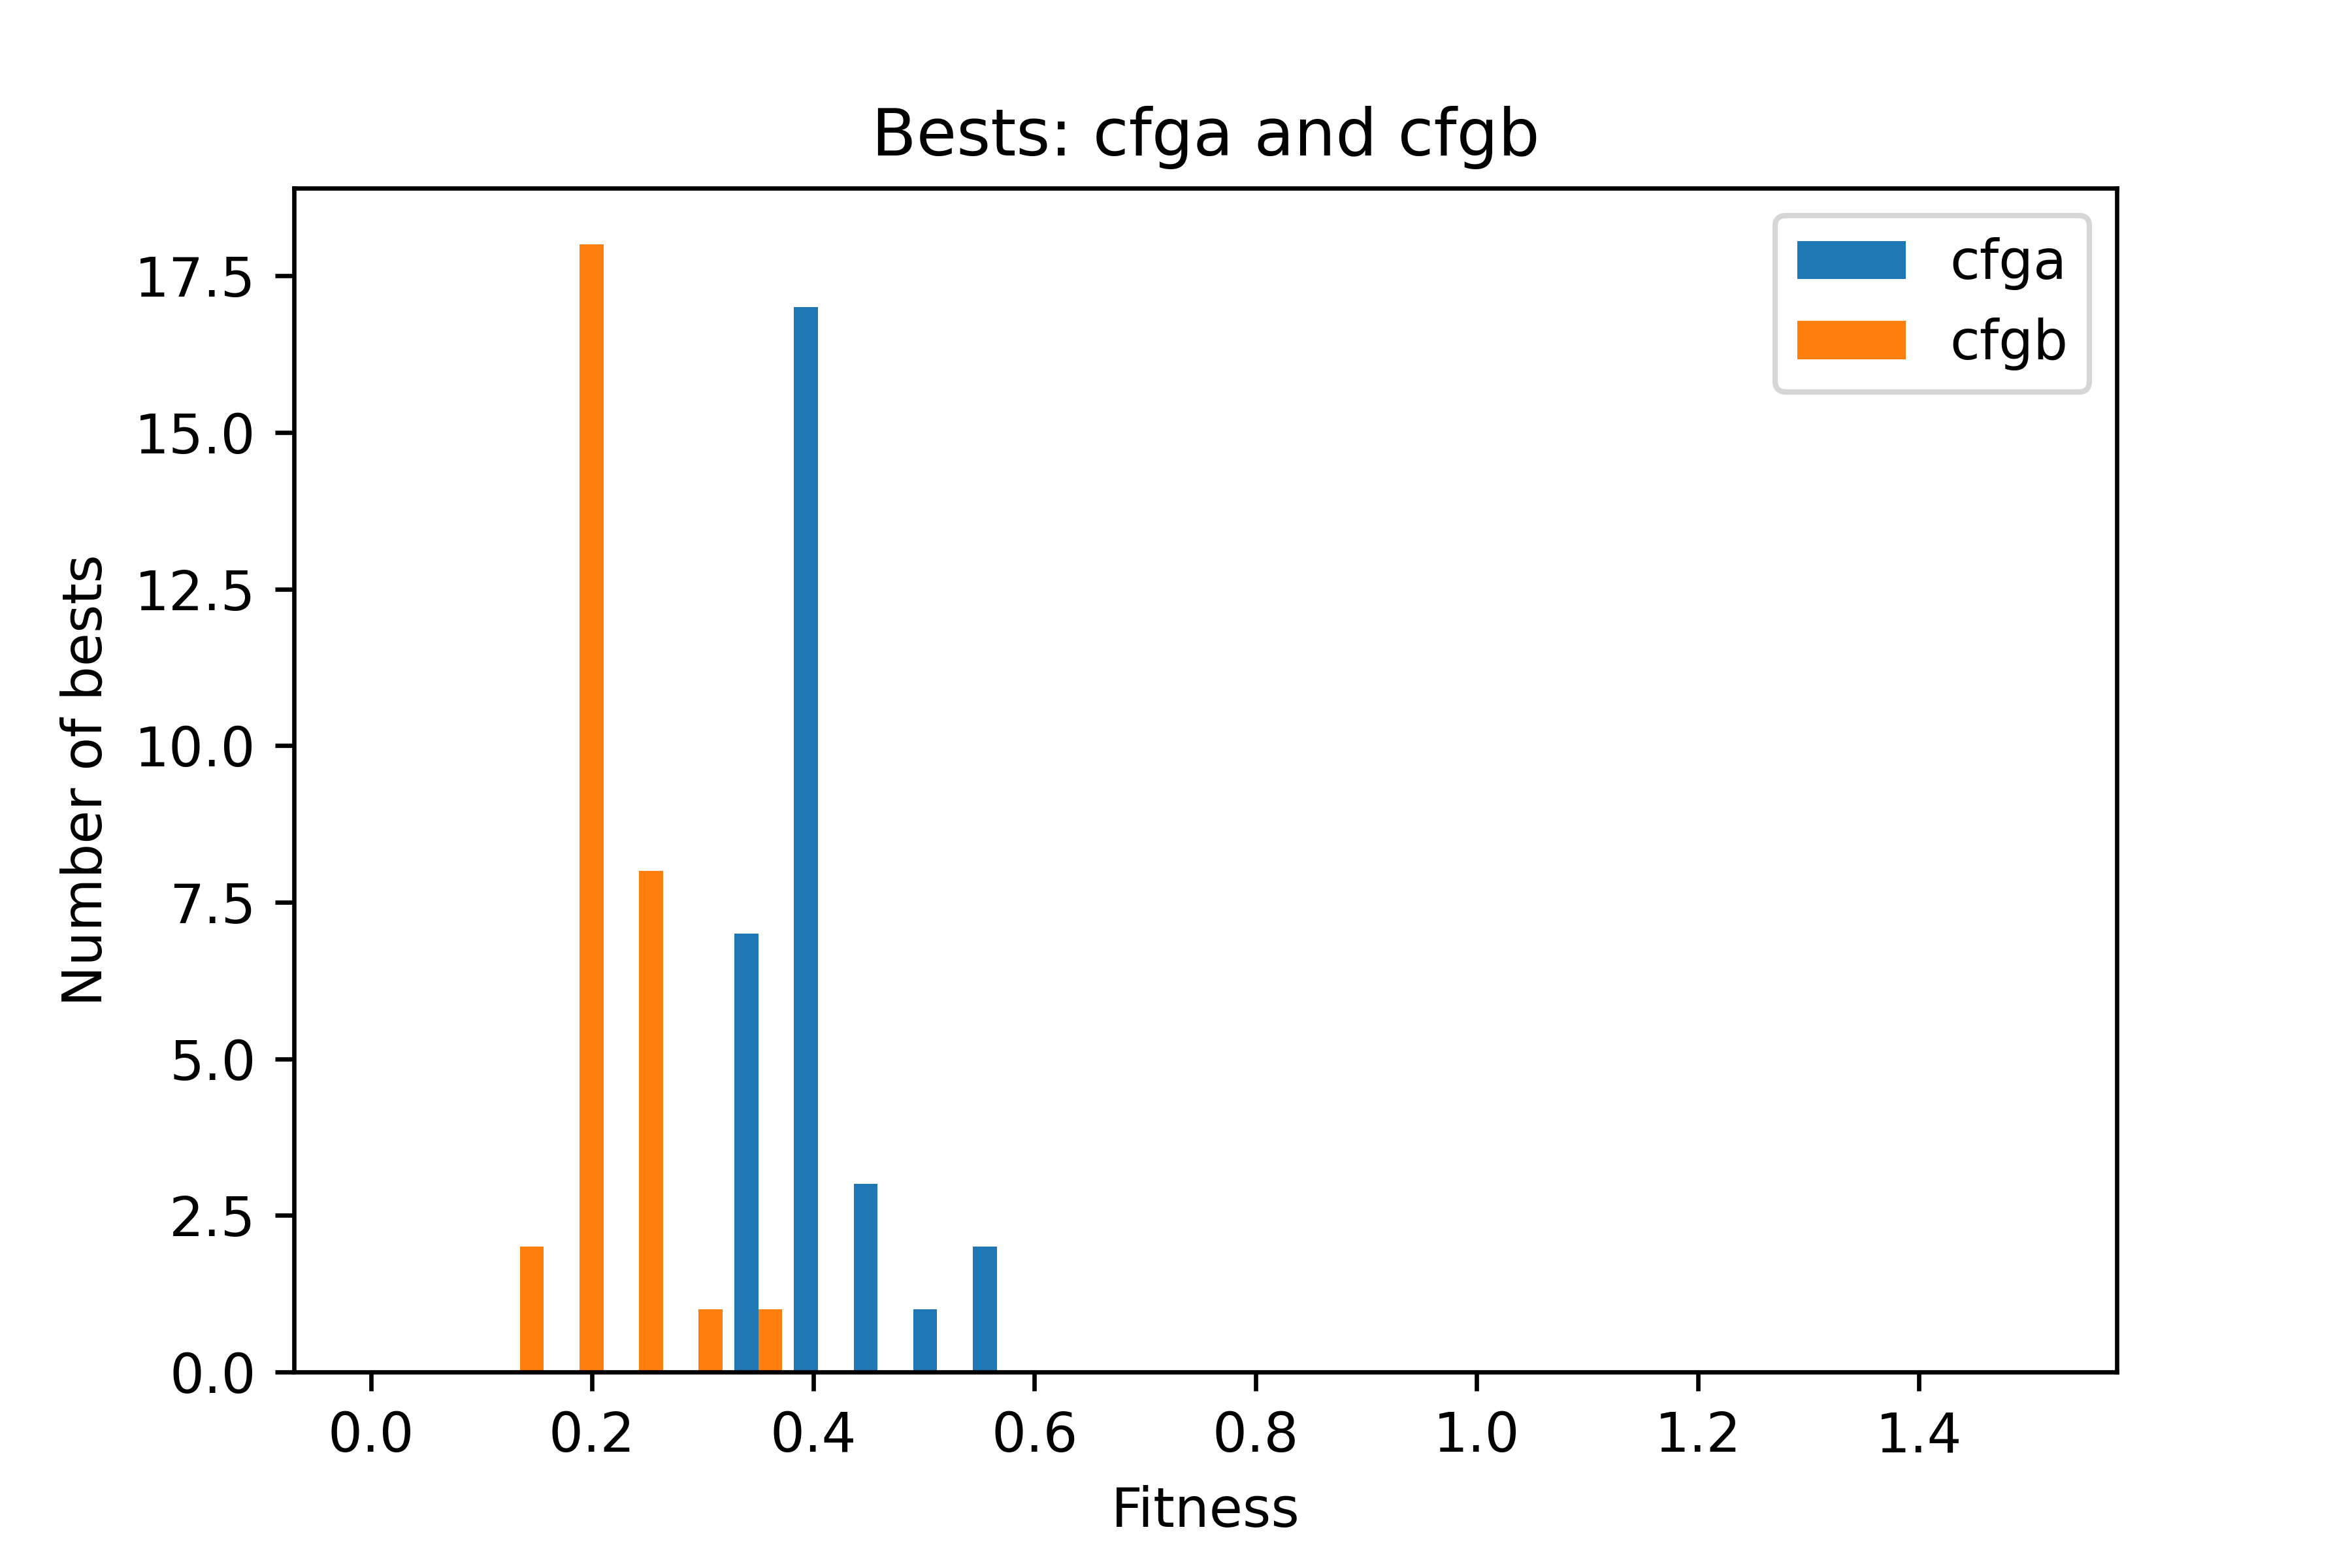 Bests: cfga and cfgb
cfga
cfgb
Number of bests
17.5
15.0
12.5
10.0
7.5
5.0
2.5
0.0
0.0 0.2 0.4 0.6 0.8 1.0 1.2 1.4
Fitness